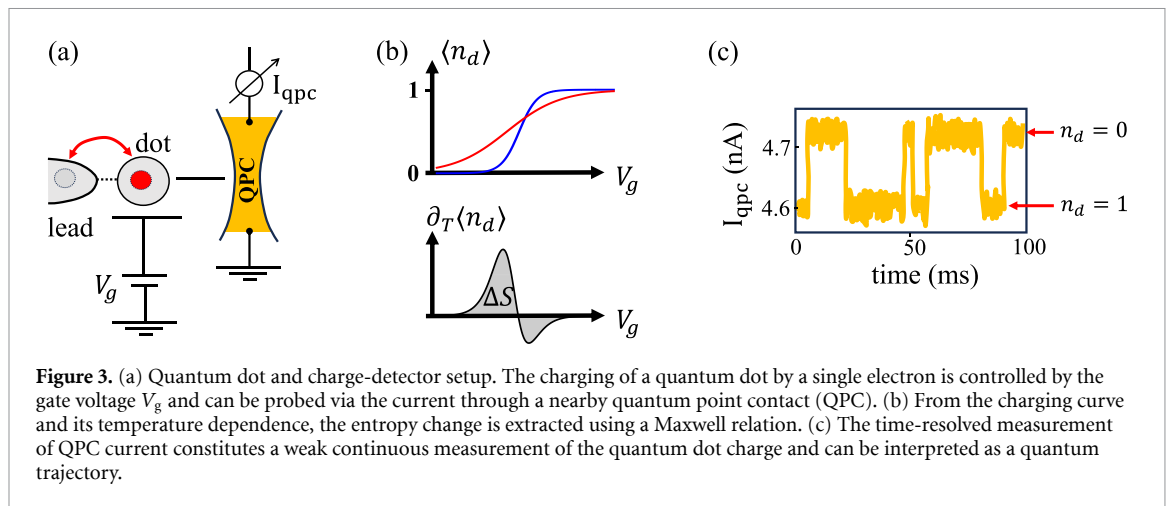 (a)
I_qpc
dot
QPC
lead
V_g
(b)
⟨n_d⟩
1
0
V_g
∂_T⟨n_d⟩
ΔS
V_g
(c)
I_qpc (nA)
4.7
4.6
n_d = 0
n_d = 1
0
50
100
time (ms)
Figure 3. (a) Quantum dot and charge-detector setup. The charging of a quantum dot by a single electron is controlled by the
gate voltage V_g and can be probed via the current through a nearby quantum point contact (QPC). (b) From the charging curve
and its temperature dependence, the entropy change is extracted using a Maxwell relation. (c) The time-resolved measurement
of QPC current constitutes a weak continuous measurement of the quantum dot charge and can be interpreted as a quantum
trajectory.